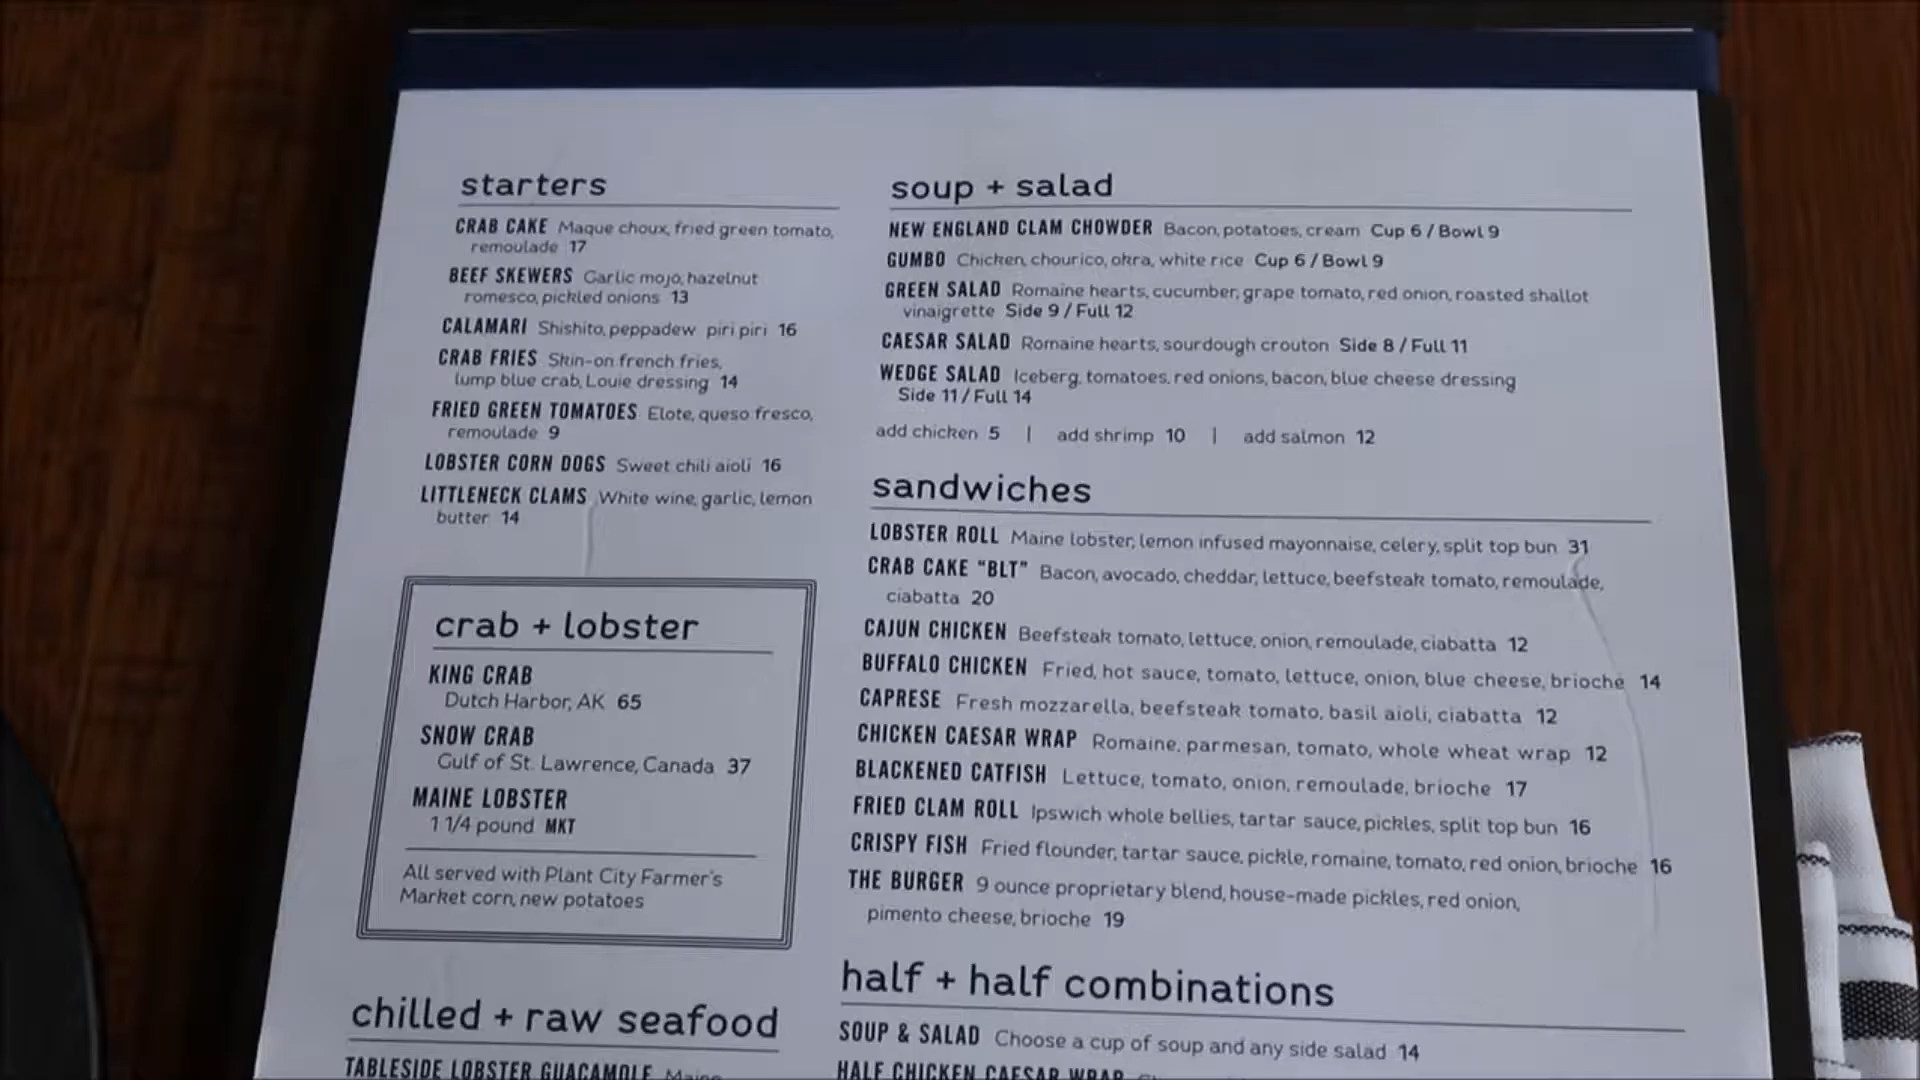 starters
CRAB CAKE Maque choux, fried green tomato,
remoulade 17
BEEF SKEWERS Garlic mojo, hazelnut
romesco, pickled onions 13
CALAMARI Shishito, peppadew piri piri 16
CRAB FRIES Skin-on french fries,
lump blue crab, Louie dressing 14
FRIED GREEN TOMATOES Elote, queso fresco,
remoulade 9
LOBSTER CORN DOGS Sweet chili aioli 16
LITTLENECK CLAMS White wine, garlic, lemon
butter 14
crab + lobster
KING CRAB
Dutch Harbor, AK 65
SNOW CRAB
Gulf of St. Lawrence, Canada 37
MAINE LOBSTER
1 1/4 pound MKT
All served with Plant City Farmer's
Market corn, new potatoes
chilled + raw seafood
TABLESIDE LOBSTER GUACAMOLE Maine
soup + salad
NEW ENGLAND CLAM CHOWDER Bacon, potatoes, cream Cup 6 / Bowl 9
GUMBO Chicken, chourico, okra, white rice Cup 6 / Bowl 9
GREEN SALAD Romaine hearts, cucumber, grape tomato, red onion, roasted shallot
vinaigrette Side 9 / Full 12
CAESAR SALAD Romaine hearts, sourdough crouton Side 8 / Full 11
WEDGE SALAD Iceberg, tomatoes, red onions, bacon, blue cheese dressing
Side 11 / Full 14
add chicken 5 | add shrimp 10 | add salmon 12
sandwiches
LOBSTER ROLL Maine lobster, lemon infused mayonnaise, celery, split top bun 31
CRAB CAKE "BLT" Bacon, avocado, cheddar, lettuce, beefsteak tomato, remoulade,
ciabatta 20
CAJUN CHICKEN Beefsteak tomato, lettuce, onion, remoulade, ciabatta 12
BUFFALO CHICKEN Fried, hot sauce, tomato, lettuce, onion, blue cheese, brioche 14
CAPRESE Fresh mozzarella, beefsteak tomato, basil aioli, ciabatta 12
CHICKEN CAESAR WRAP Romaine, parmesan, tomato, whole wheat wrap 12
BLACKENED CATFISH Lettuce, tomato, onion, remoulade, brioche 17
FRIED CLAM ROLL Ipswich whole bellies, tartar sauce, pickles, split top bun 16
CRISPY FISH Fried flounder, tartar sauce, pickle, romaine, tomato, red onion, brioche 16
THE BURGER 9 ounce proprietary blend, house-made pickles, red onion,
pimento cheese, brioche 19
half + half combinations
SOUP & SALAD Choose a cup of soup and any side salad 14
HALF CHICKEN CAESAR WRAP